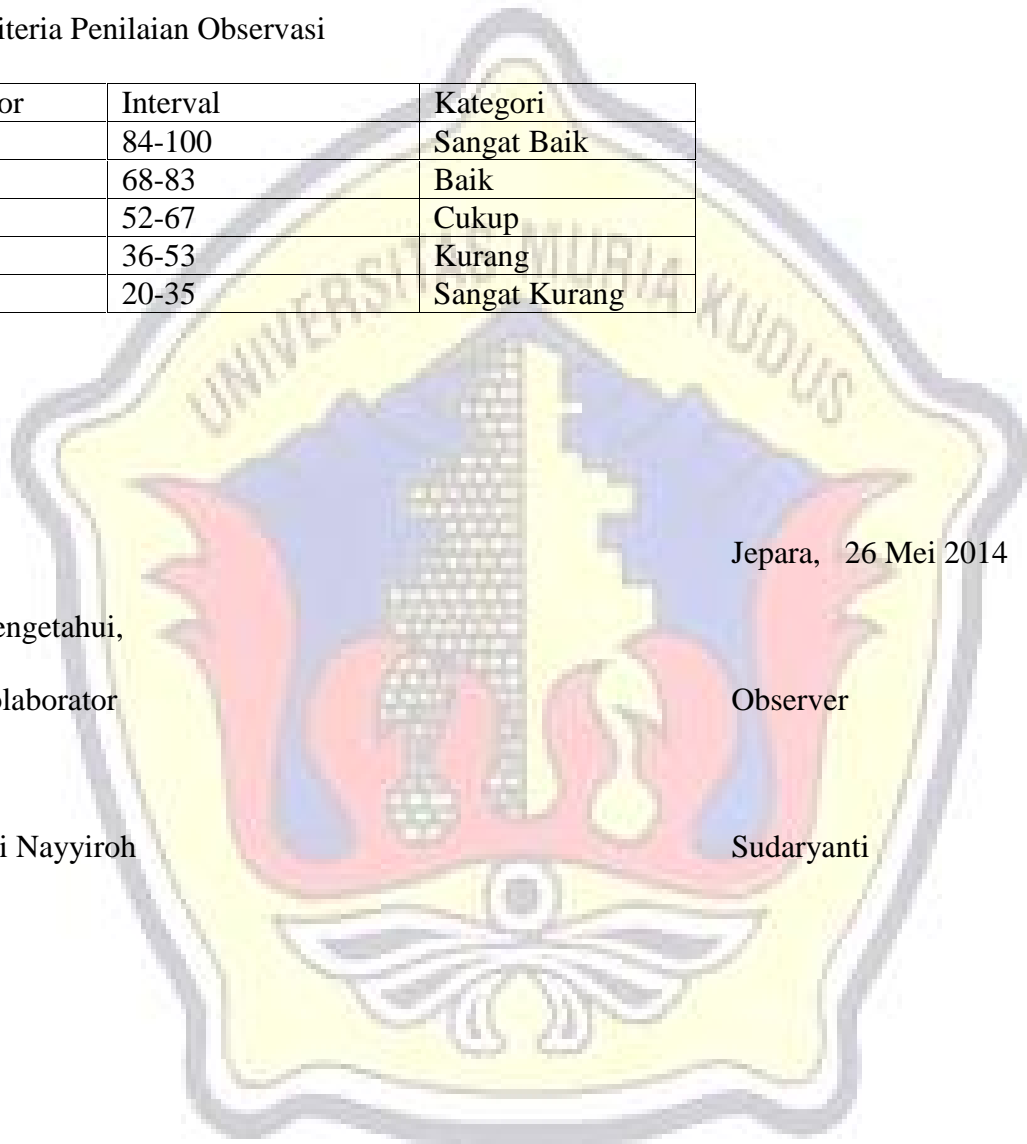 iteria Penilaian Observasi
or Interval Kategori
84-100 Sangat Baik
68-83 Baik
52-67 Cukup
36-53 Kurang
20-35 Sangat Kurang
UNIVERSITAS MURIA KUDUS
Jepara, 26 Mei 2014
engetahui,
olaborator Observer
i Nayyiroh Sudaryanti